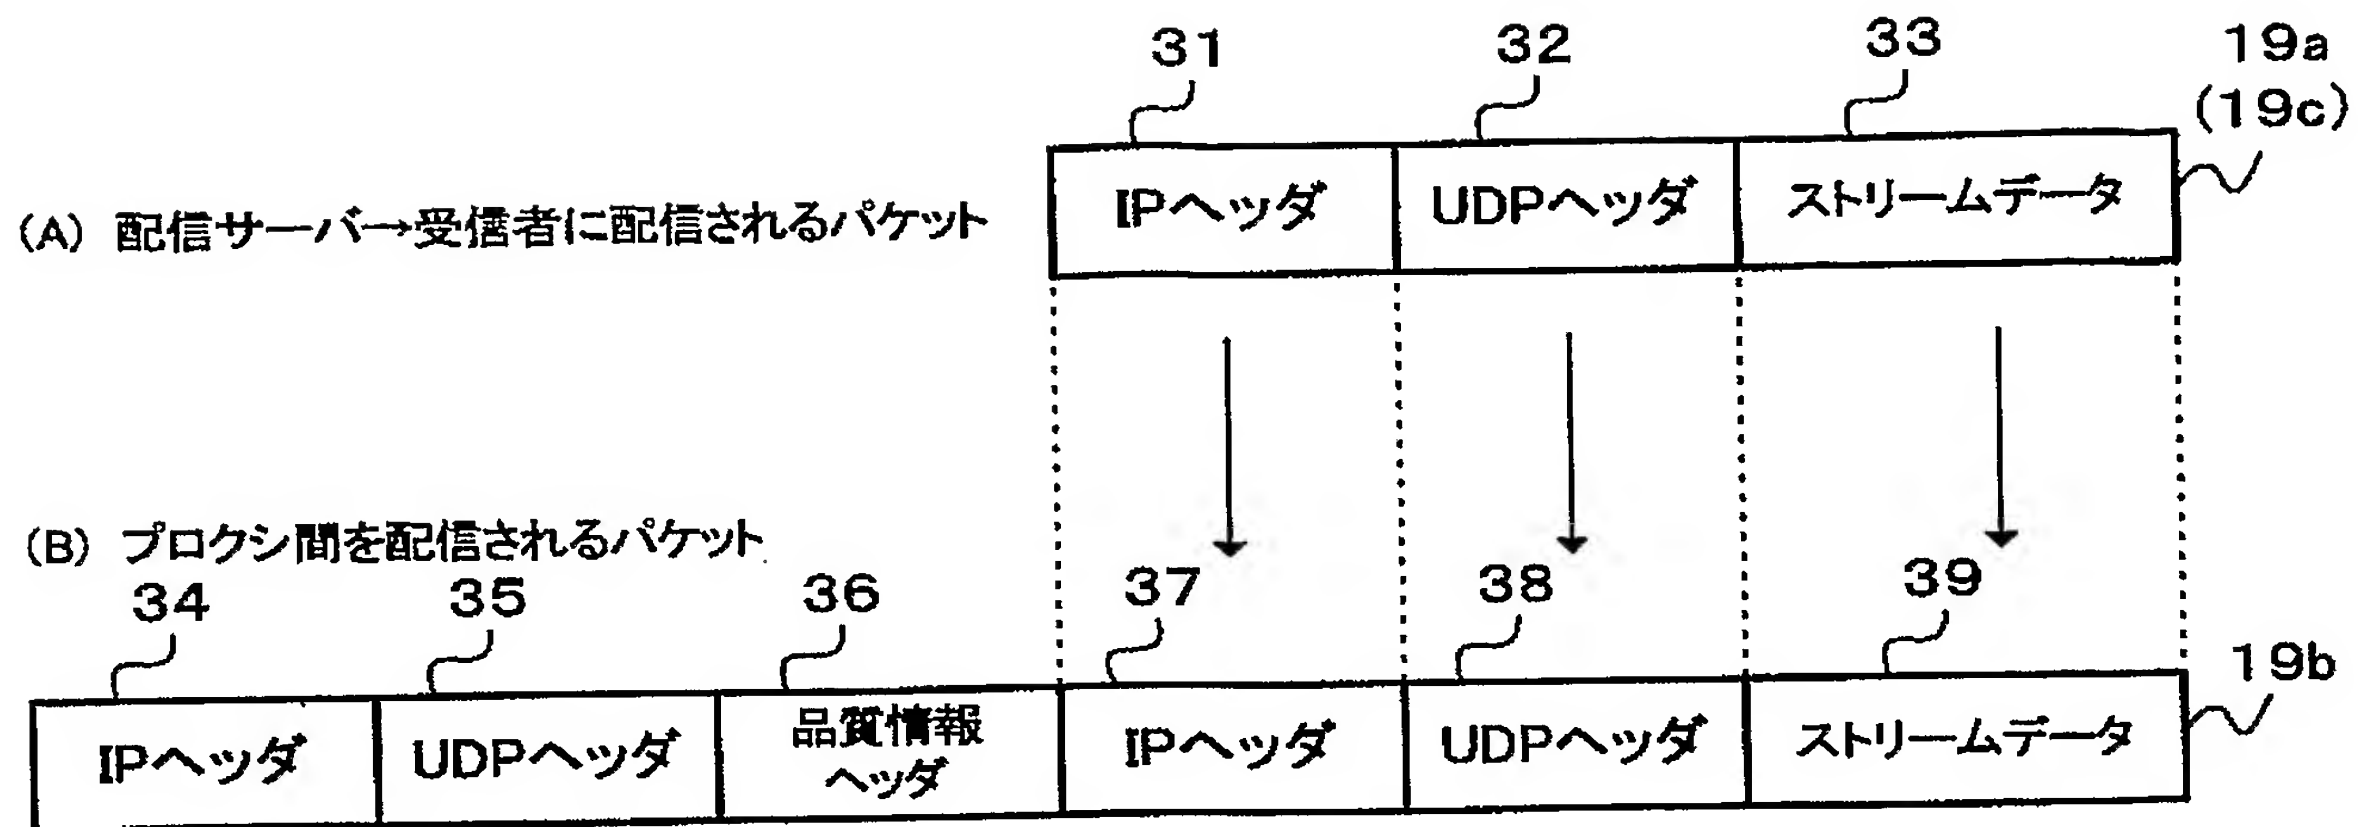 31 32 33 19a
(19c)
IPヘッダ UDPヘッダ ストリームデータ
(A) 配信サーバ→受信者に配信されるパケット
(B) プロクシ間を配信されるパケット
34 35 36 37 38 39
19b
IPヘッダ UDPヘッダ 品質情報
ヘッダ IPヘッダ UDPヘッダ ストリームデータ